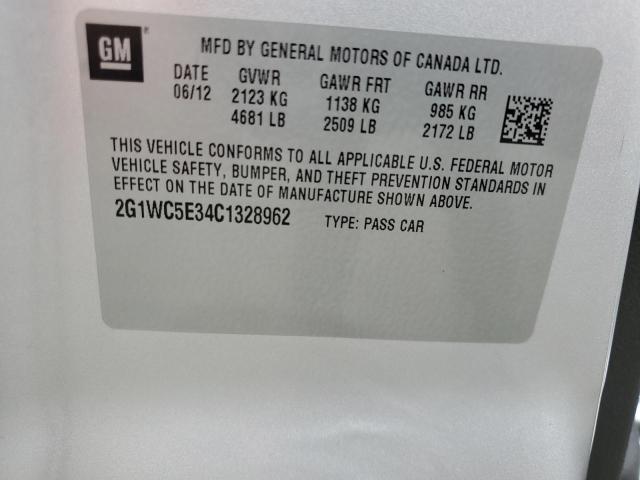 GM
MFD BY GENERAL MOTORS OF CANADA LTD.
DATE GVWR GAWR FRT GAWR RR
06/12 2123 KG 1138 KG 985 KG
4681 LB 2509 LB 2172 LB
THIS VEHICLE CONFORMS TO ALL APPLICABLE U.S. FEDERAL MOTOR
VEHICLE SAFETY, BUMPER, AND THEFT PREVENTION STANDARDS IN
EFFECT ON THE DATE OF MANUFACTURE SHOWN ABOVE.
2G1WC5E34C1328962 TYPE: PASS CAR